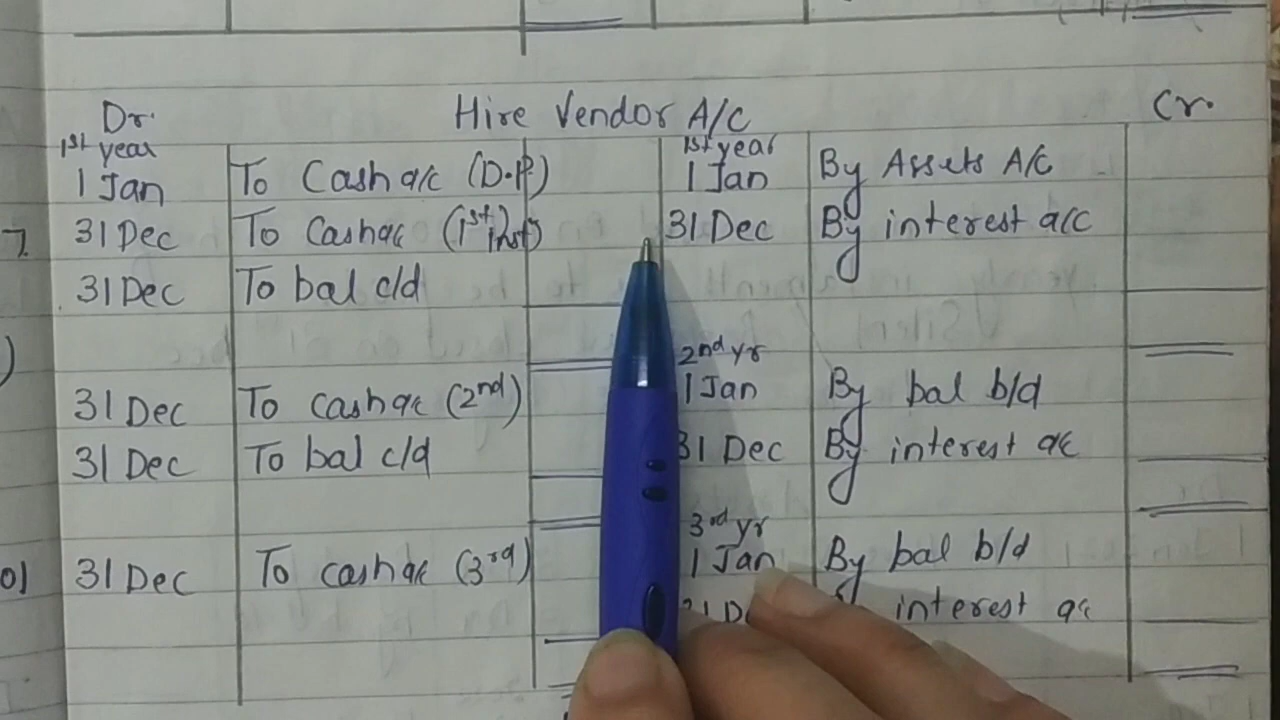 Dr. Hire Vendor A/C Cr.
1st year 1st year
1 Jan To Cash a/c (D.P) 1 Jan By Assets A/C
31 Dec To Cash a/c (1st inst) 31 Dec By interest a/c
31 Dec To bal c/d
2nd yr
1 Jan By bal b/d
31 Dec To cash a/c (2nd)
31 Dec To bal c/d 31 Dec By interest a/c
3rd yr
31 Dec To cash a/c (3rd) 1 Jan By bal b/d
interest a/c